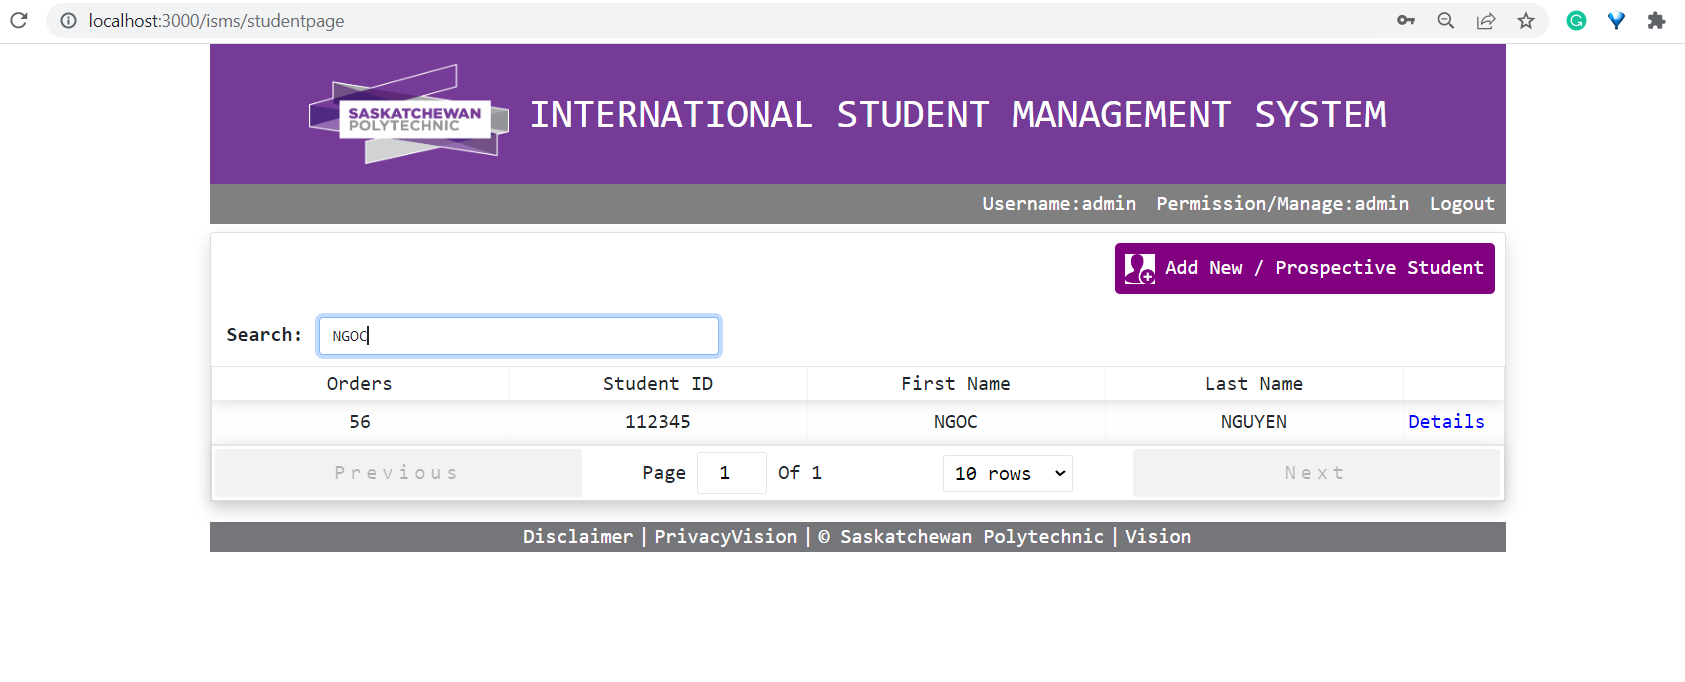 localhost:3000/isms/studentpage
SASKATCHEWAN
POLYTECHNIC
INTERNATIONAL STUDENT MANAGEMENT SYSTEM
Username:admin Permission/Manage:admin Logout
Add New / Prospective Student
Search: NGOC
Orders Student ID First Name Last Name
56 112345 NGOC NGUYEN Details
Previous Page 1 Of 1 10 rows Next
Disclaimer | PrivacyVision | © Saskatchewan Polytechnic | Vision